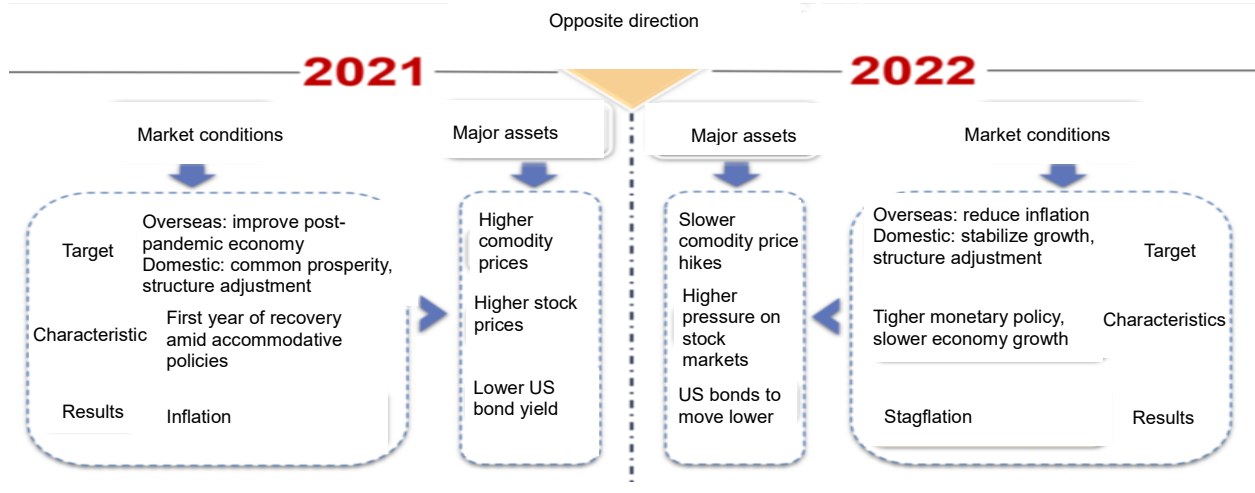 Opposite direction
2021
2022
Market conditions
Major assets
Major assets
Market conditions
Target
Overseas: improve post-
pandemic economy
Domestic: common prosperity,
structure adjustment
Characteristic
First year of recovery
amid accommodative
policies
Results
Inflation
Higher
comodity
prices
Higher stock
prices
Lower US
bond yield
Slower
comodity price
hikes
Higher
pressure on
stock
markets
US bonds to
move lower
Overseas: reduce inflation
Domestic: stabilize growth,
structure adjustment
Target
Tigher monetary policy,
slower economy growth
Characteristics
Stagflation
Results